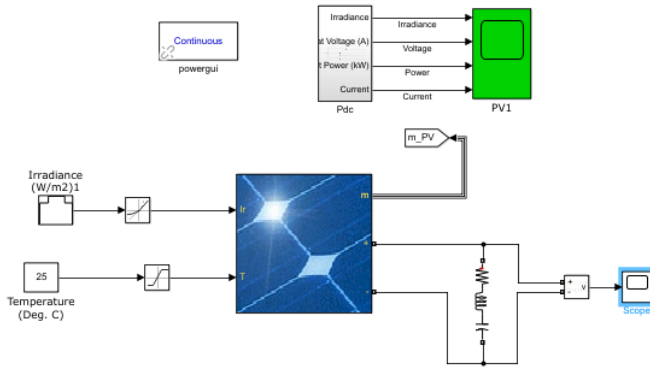 Continuous
powergui
Irradiance
at Voltage (A)
t Power (kW)
Current
Pdc
Irradiance
Voltage
Power
Current
PV1
m_PV
Irradiance
(W/m2)1
Ir
T
m
+
-
25
Temperature
(Deg. C)
+
-
v
Scope